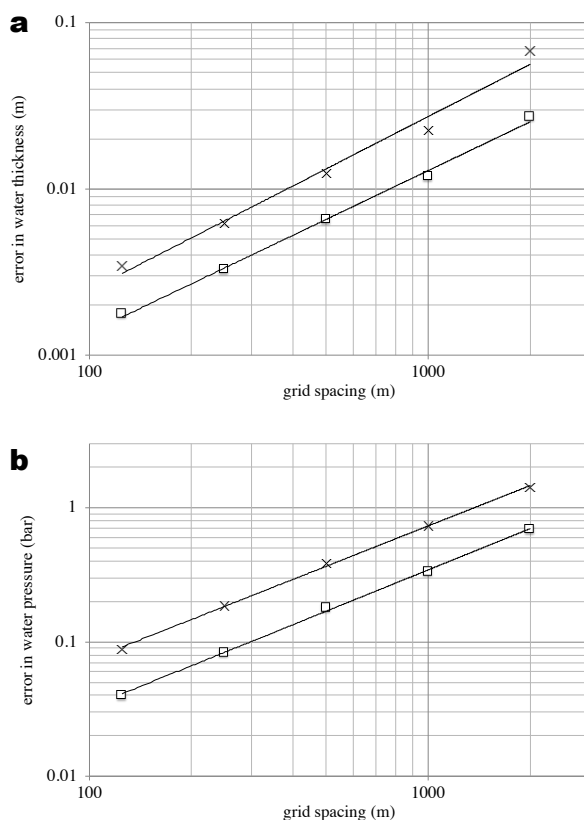 a
0.1
0.01
0.001
error in water thickness (m)
100
1000
grid spacing (m)
b
1
0.1
0.01
error in water pressure (bar)
100
1000
grid spacing (m)